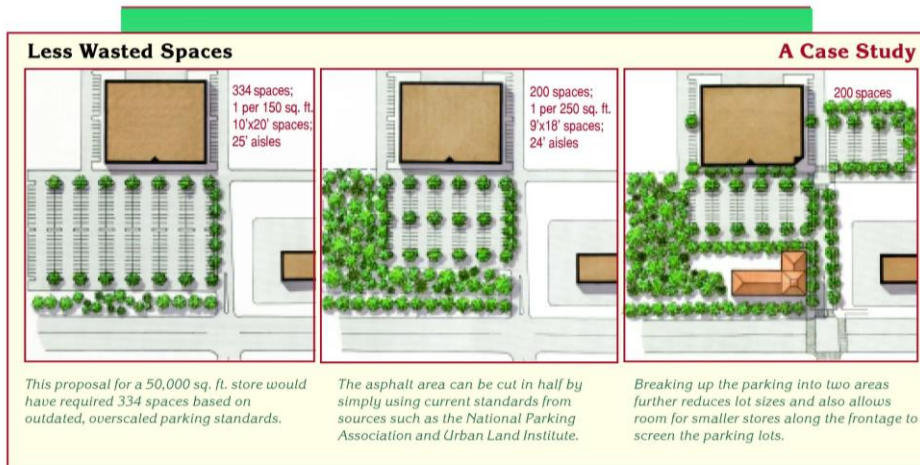 Less Wasted Spaces
A Case Study
334 spaces;
1 per 150 sq. ft.
10'x20' spaces;
25' aisles
200 spaces;
1 per 250 sq. ft.
9'x18' spaces;
24' aisles
200 spaces
This proposal for a 50,000 sq. ft. store would
have required 334 spaces based on
outdated, overscaled parking standards.
The asphalt area can be cut in half by
simply using current standards from
sources such as the National Parking
Association and Urban Land Institute.
Breaking up the parking into two areas
further reduces lot sizes and also allows
room for smaller stores along the frontage to
screen the parking lots.